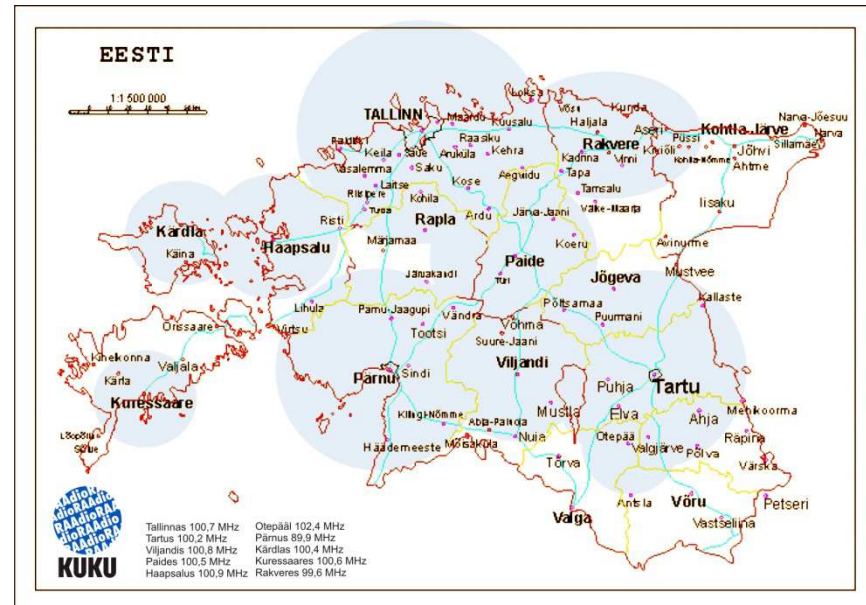 EESTI
1:1 500 000
Loksa
Võsu
Kunda
TALLINN
Maardu
Kuusalu
Haljala
Aseri
Kohtla-Järve
Narva-Jõesuu
Narva
Sillamäe
Püssi
Kiviõli
Kohtla-Nõmme
Jõhvi
Ahtme
Rakvere
Raasiku
Keila
Saue
Aruküla
Kehra
Kadrina
Vinni
Vasalemma
Saku
Aegviidu
Tapa
Laitse
Kose
Tamsalu
Riisipere
Kohila
Väike-Maarja
Iisaku
Turba
Ardu
Järva-Jaani
Rapla
Risti
Kärdla
Haapsalu
Koeru
Avinurme
Käina
Märjamaa
Paide
Mustvee
Järvakandi
Türi
Jõgeva
Lihula
Põltsamaa
Kallaste
Virtsu
Pärnu-Jaagupi
Vändra
Puurmani
Orissaare
Tootsi
Võhma
Suure-Jaani
Kihelkonna
Valjala
Kärla
Pärnu
Sindi
Viljandi
Puhja
Tartu
Kuressaare
Mustla
Elva
Ahja
Mehikoorma
Kilingi-Nõmme
Abja-Paluoja
Häädemeeste
Mõisaküla
Nuia
Otepää
Valgjärve
Põlva
Räpina
Tõrva
Värska
Antsla
Võru
Petseri
Valga
Vastseliina
RAAdio
KUKU
Tallinnas 100,7 MHz
Tartus 100,2 MHz
Viljandis 100,8 MHz
Paides 100,5 MHz
Haapsalus 100,9 MHz
Otepääl 102,4 MHz
Pärnus 89,9 MHz
Kärdlas 100,4 MHz
Kuressaares 100,6 MHz
Rakveres 99,6 MHz